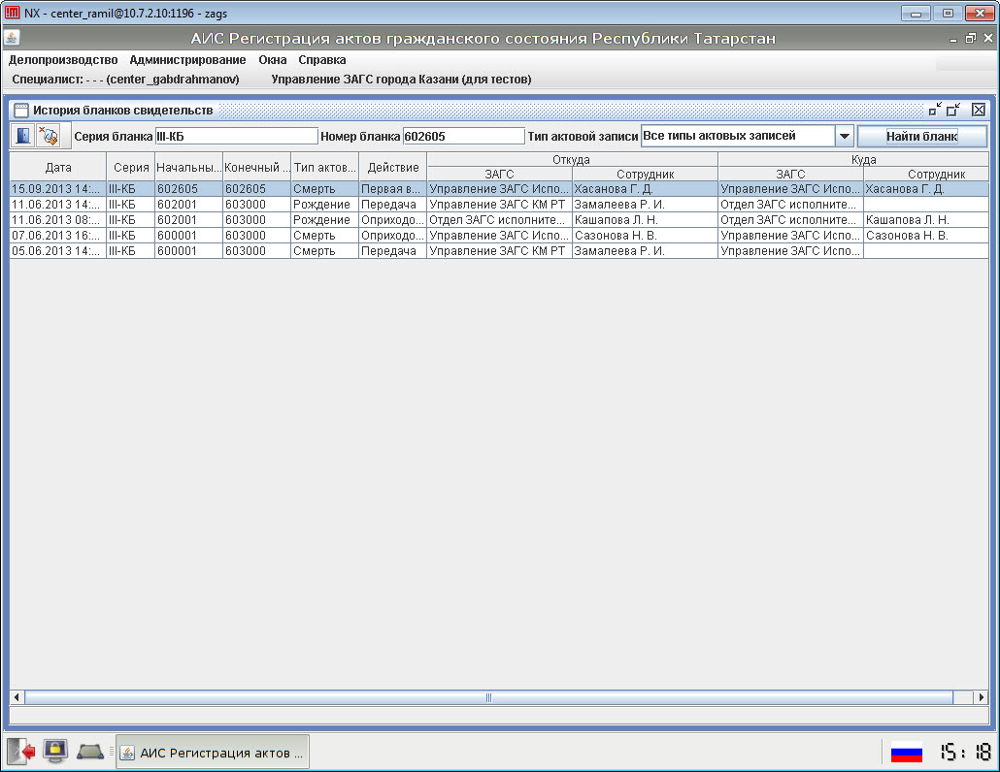 NX - center_ramil@10.7.2.10:1196 - zags
АИС Регистрация актов гражданского состояния Республики Татарстан
Делопроизводство Администрирование Окна Справка
Специалист: - - - (center_gabdrahmanov) Управление ЗАГС города Казани (для тестов)
История бланков свидетельств
Серия бланка III-КБ Номер бланка 602605 Тип актовой записи Все типы актовых записей Найти бланк
Откуда Куда
Дата Серия Начальны... Конечный ... Тип актов... Действие
ЗАГС Сотрудник ЗАГС Сотрудник
15.09.2013 14:... III-КБ 602605 602605 Смерть Первая в... Управление ЗАГС Испо... Хасанова Г. Д. Управление ЗАГС Испо... Хасанова Г. Д.
11.06.2013 14:... III-КБ 602001 603000 Рождение Передача Управление ЗАГС КМ РТ Замалеева Р. И. Отдел ЗАГС исполните...
11.06.2013 08:... III-КБ 602001 603000 Рождение Оприходо... Отдел ЗАГС исполните... Кашапова Л. Н. Отдел ЗАГС исполните... Кашапова Л. Н.
07.06.2013 16:... III-КБ 600001 603000 Смерть Оприходо... Управление ЗАГС Испо... Сазонова Н. В. Управление ЗАГС Испо... Сазонова Н. В.
05.06.2013 14:... III-КБ 600001 603000 Смерть Передача Управление ЗАГС КМ РТ Замалеева Р. И. Управление ЗАГС Испо...
АИС Регистрация актов ... 15:18